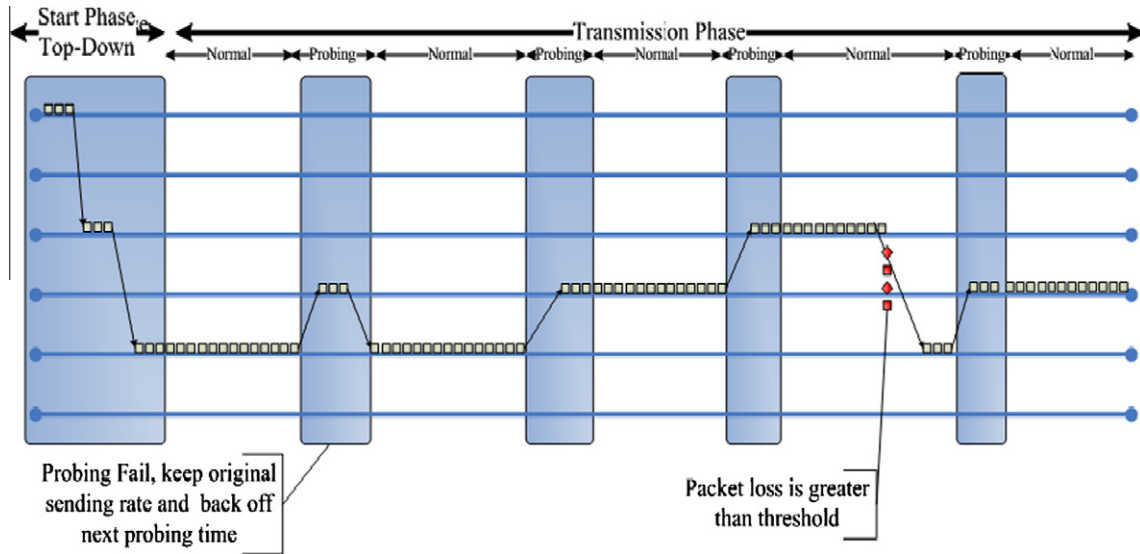 Start Phase
Top-Down
Transmission Phase
Normal Probing Normal Probing Normal Probing Normal Probing Normal
Probing Fail, keep original
sending rate and back off
next probing time
Packet loss is greater
than threshold